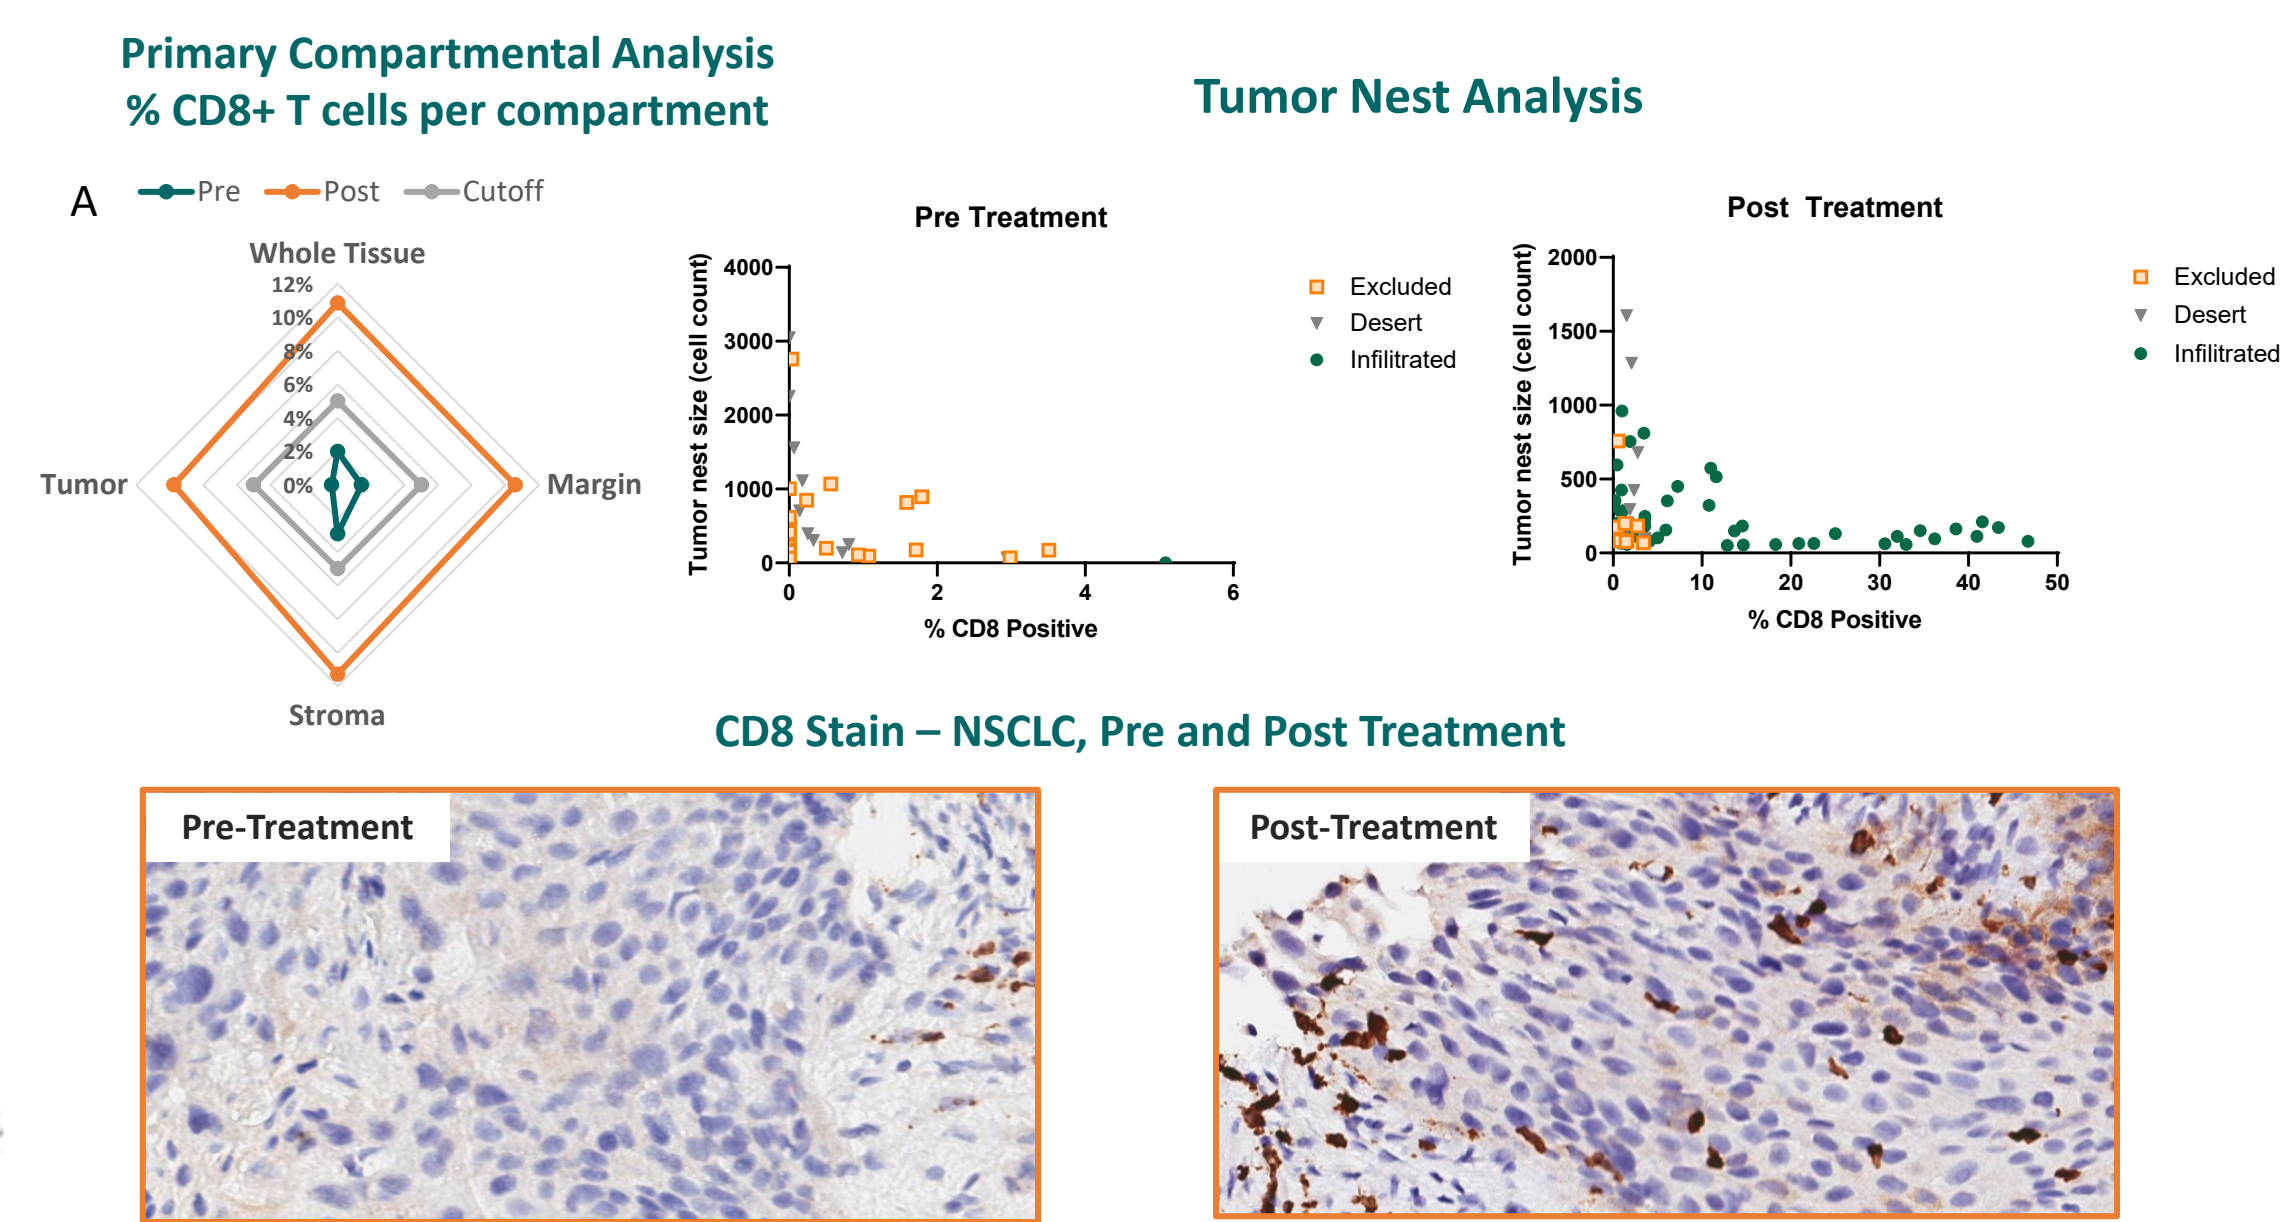 Primary Compartmental Analysis
% CD8+ T cells per compartment
Tumor Nest Analysis
A
Pre
Post
Cutoff
Whole Tissue
12%
10%
8%
6%
4%
2%
0%
Tumor
Margin
Stroma
Pre Treatment
Tumor nest size (cell count)
4000
3000
2000
1000
0
0
2
4
6
% CD8 Positive
Excluded
Desert
Infilitrated
Post Treatment
Tumor nest size (cell count)
2000
1500
1000
500
0
0
10
20
30
40
50
% CD8 Positive
Excluded
Desert
Infilitrated
CD8 Stain – NSCLC, Pre and Post Treatment
Pre-Treatment
Post-Treatment